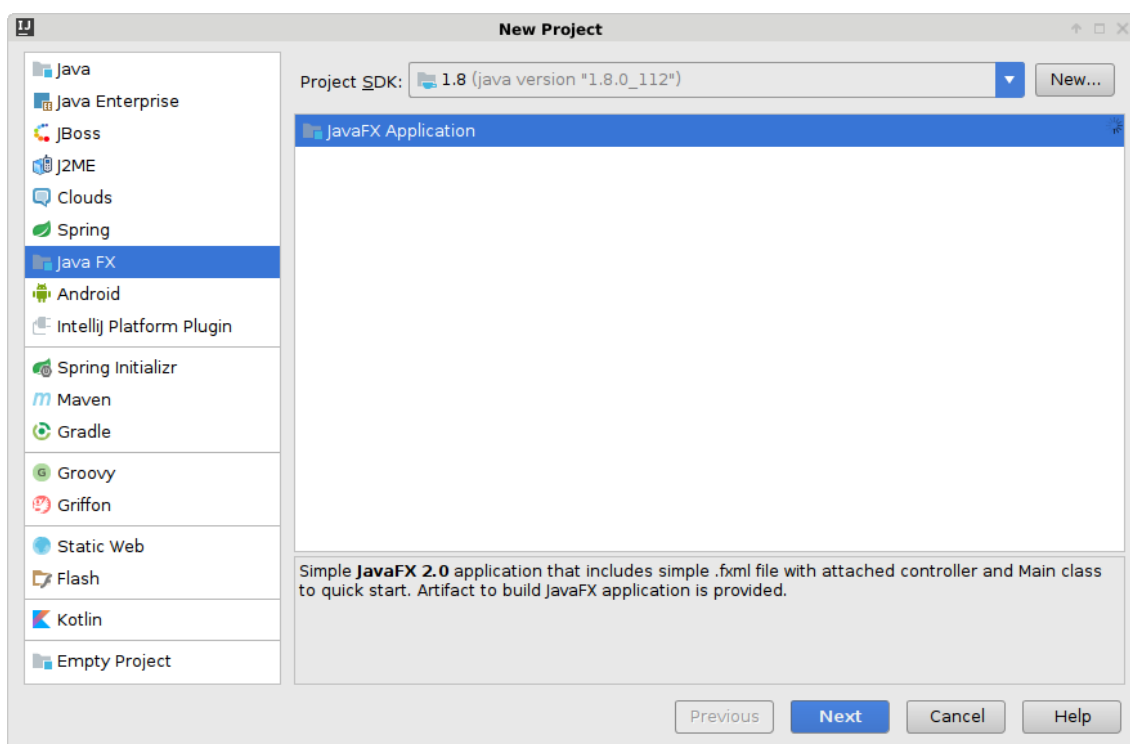 New Project
Java
Java Enterprise
JBoss
J2ME
Clouds
Spring
Java FX
Android
IntelliJ Platform Plugin
Spring Initializr
Maven
Gradle
Groovy
Griffon
Static Web
Flash
Kotlin
Empty Project
Project SDK: 1.8 (java version "1.8.0_112") New...
JavaFX Application
Simple JavaFX 2.0 application that includes simple .fxml file with attached controller and Main class
to quick start. Artifact to build JavaFX application is provided.
Previous Next Cancel Help